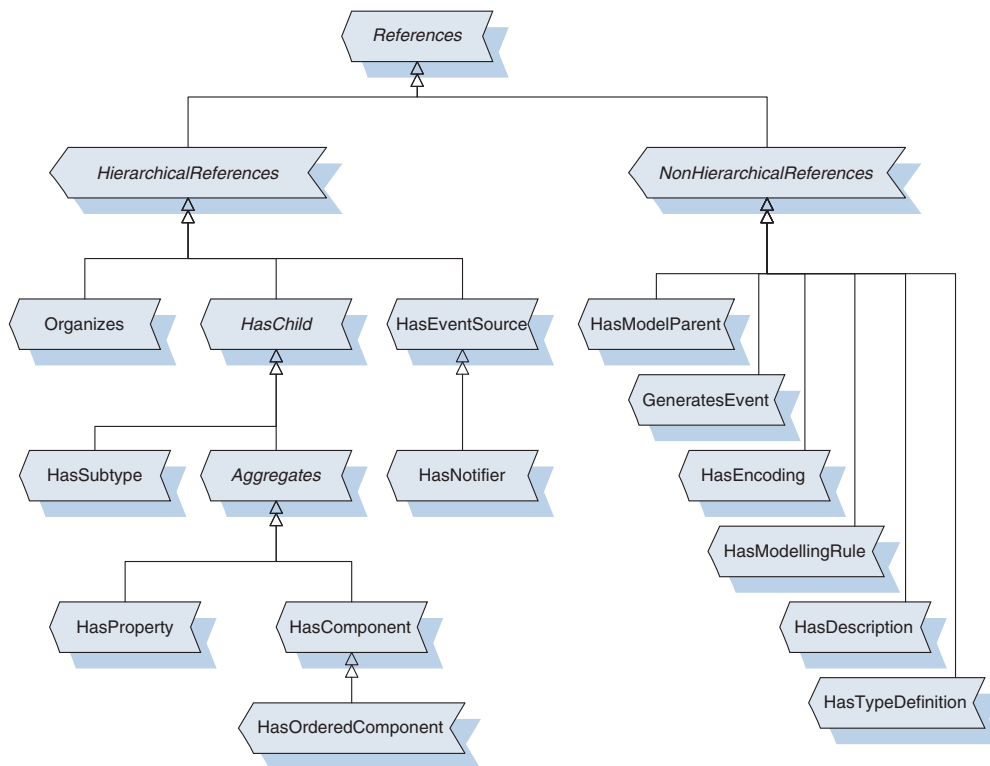 References
HierarchicalReferences
NonHierarchicalReferences
Organizes
HasChild
HasEventSource
HasModelParent
GeneratesEvent
HasSubtype
Aggregates
HasNotifier
HasEncoding
HasModellingRule
HasProperty
HasComponent
HasDescription
HasOrderedComponent
HasTypeDefinition